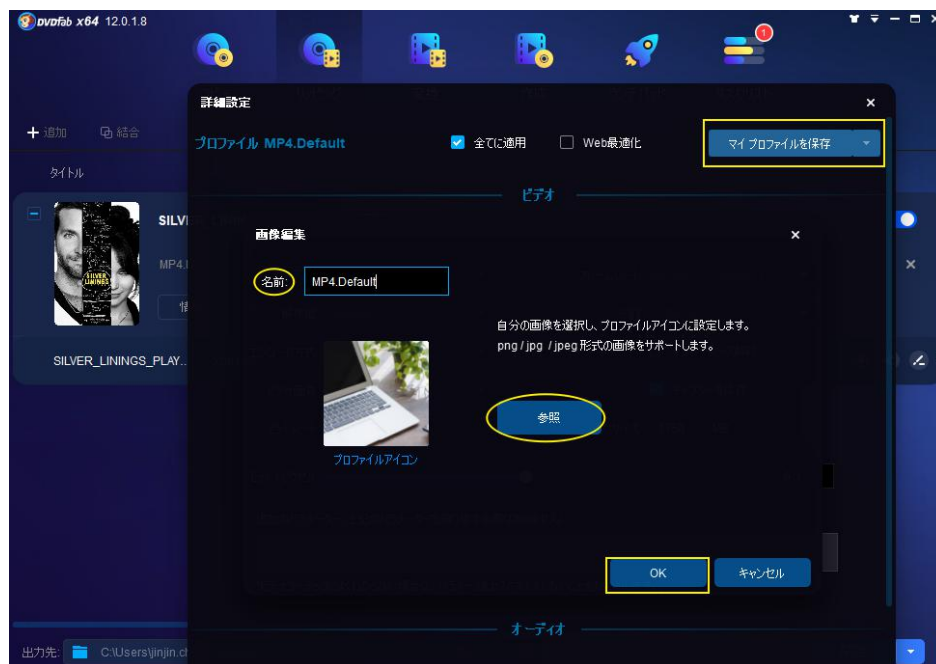 DVDFab x64 12.0.1.8
1
詳細設定
追加
結合
プロファイル MP4.Default
全てに適用
Web最適化
マイ プロファイルを保存
タイトル
ビデオ
SILV
MP4.
情
画像編集
名前:
MP4.Default
自分の画像を選択し、プロファイルアイコンに設定します。
png / jpg / jpeg 形式の画像をサポートします。
SILVER LININGS
SILVER_LININGS_PLAY...
参照
プロファイルアイコン
OK
キャンセル
オーディオ
出力先:
C:\Users\jinjin.ch